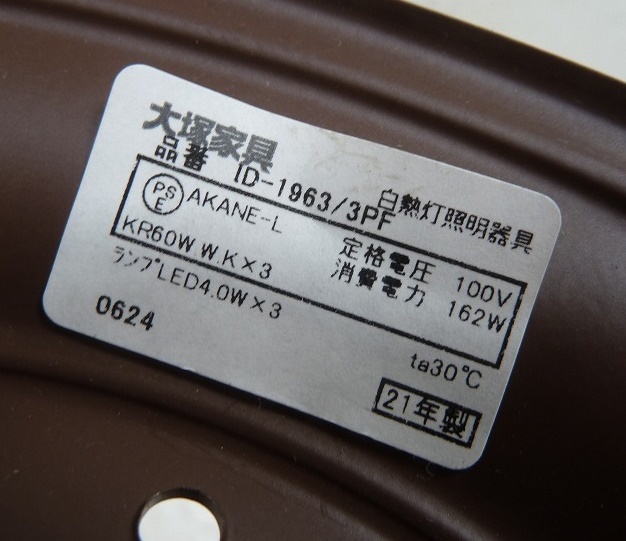 大塚家具
品番 ID-1963/3PF
白熱灯照明器具
PSE AKANE-L
定格電圧 100V
KR60W W.K×3
消費電力 162W
ランプLED4.0W×3
0624
ta30℃
21年製